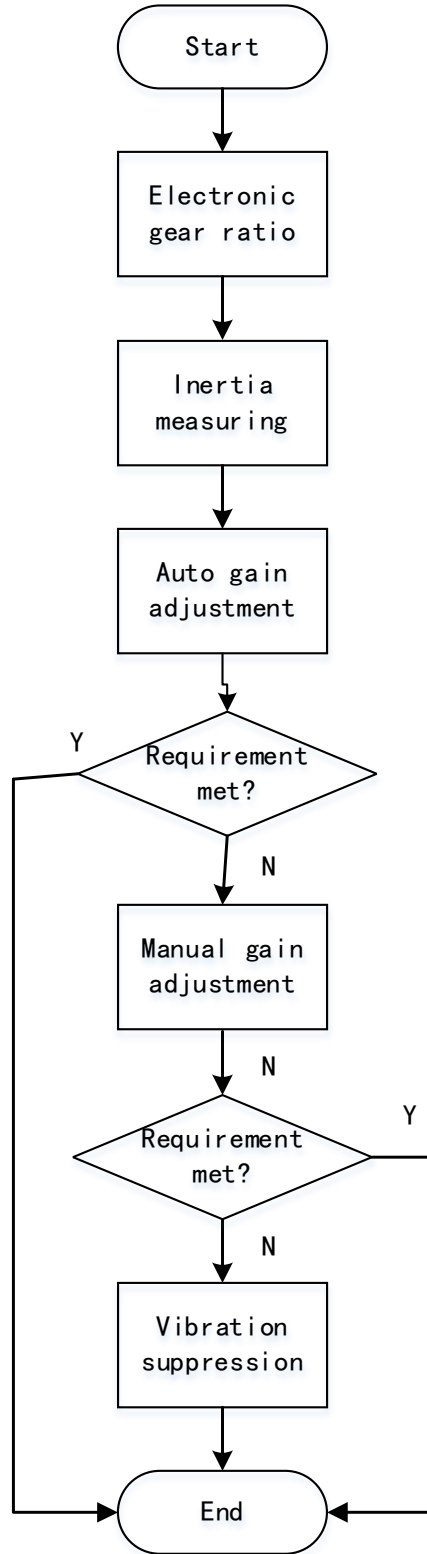 Start
Electronic
gear ratio
Inertia
measuring
Auto gain
adjustment
Y
Requirement
met?
N
Manual gain
adjustment
N
Y
Requirement
met?
N
Vibration
suppression
End